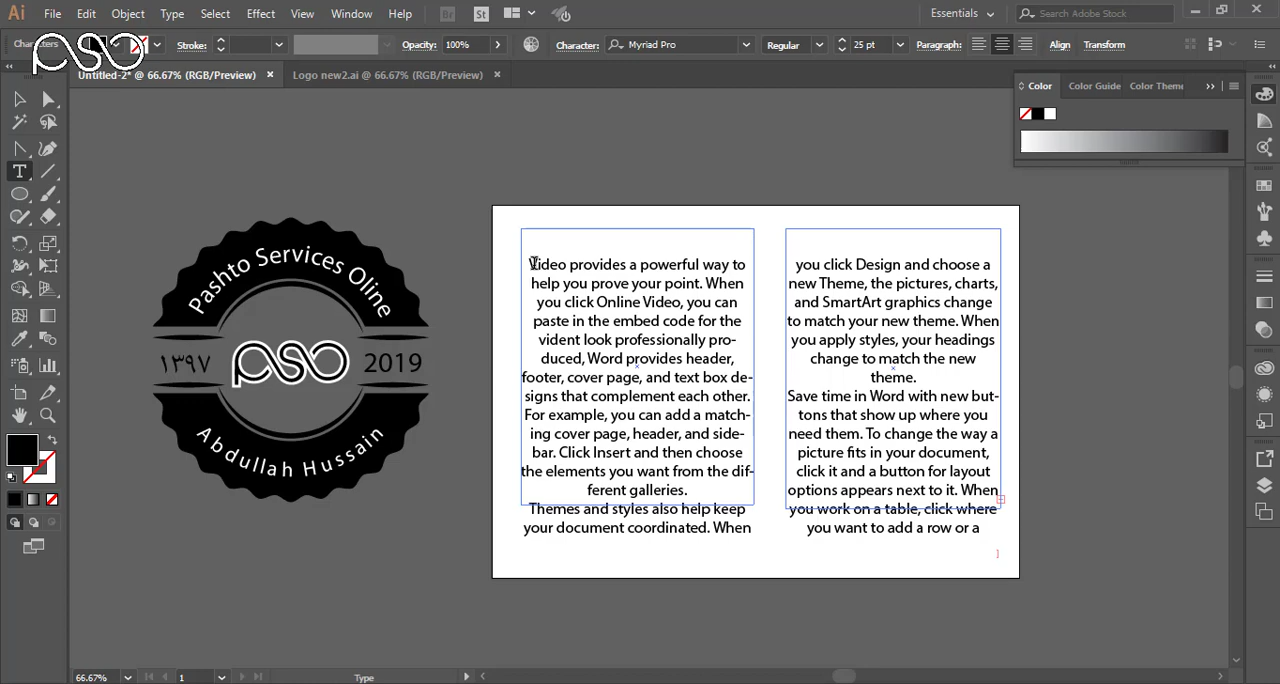 Ai File Edit Object Type Select Effect View Window Help Br St Essentials Search Adobe Stock
Characters Stroke: Opacity: 100% Character: Myriad Pro Regular 25 pt Paragraph: Align Transform
pso
Untitled-2* @ 66.67% (RGB/Preview) × Logo new2.ai @ 66.67% (RGB/Preview) ×
Color Color Guide Color Them
Pashto Services Oline
۱۳۹۷ pso 2019
Abdullah Hussain
Video provides a powerful way to
help you prove your point. When
you click Online Video, you can
paste in the embed code for the
vident look professionally pro-
duced, Word provides header,
footer, cover page, and text box de-
signs that complement each other.
For example, you can add a match-
ing cover page, header, and side-
bar. Click Insert and then choose
the elements you want from the dif-
ferent galleries.
Themes and styles also help keep
your document coordinated. When
you click Design and choose a
new Theme, the pictures, charts,
and SmartArt graphics change
to match your new theme. When
you apply styles, your headings
change to match the new
theme.
Save time in Word with new but-
tons that show up where you
need them. To change the way a
picture fits in your document,
click it and a button for layout
options appears next to it. When
you work on a table, click where
you want to add a row or a
66.67% 1 Type